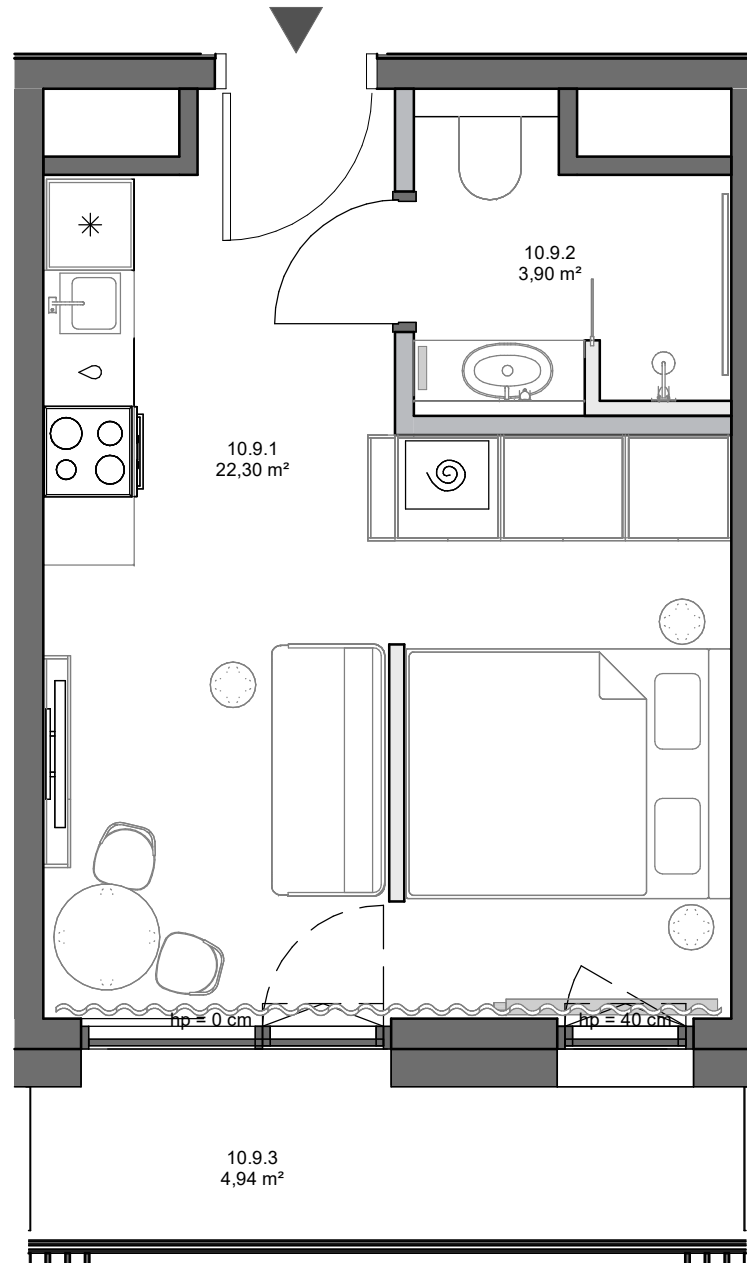 10.9.2
3,90 m²
10.9.1
22,30 m²
hp = 0 cm
hp = 40 cm
10.9.3
4,94 m²